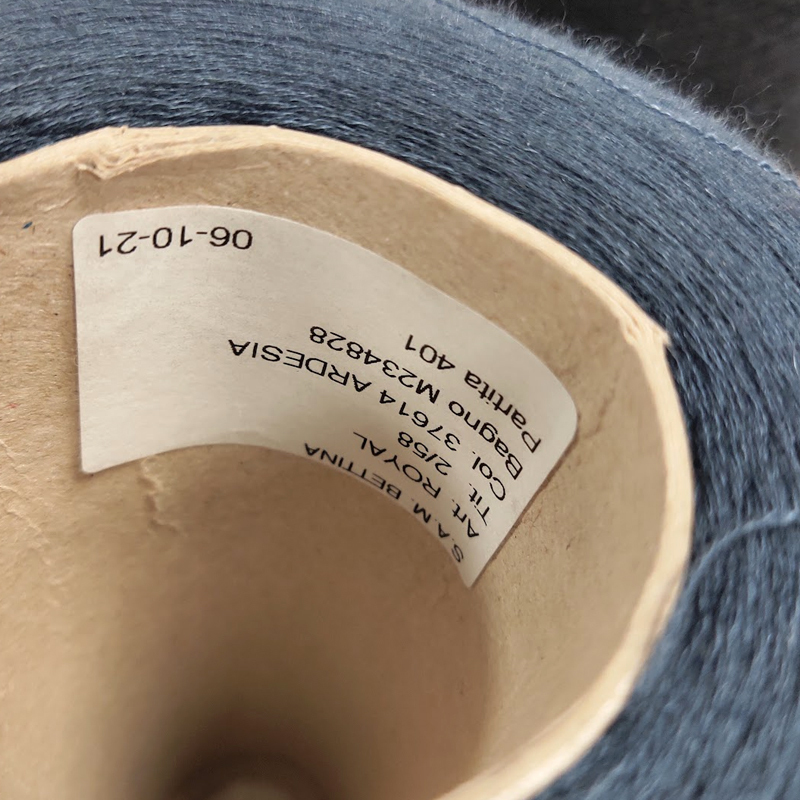 S.A.M. BETTINA
Art. ROYAL
Tit. 2/58
Col. 37614 ARDESIA
Bagno M234828
Partita 401
06-10-21